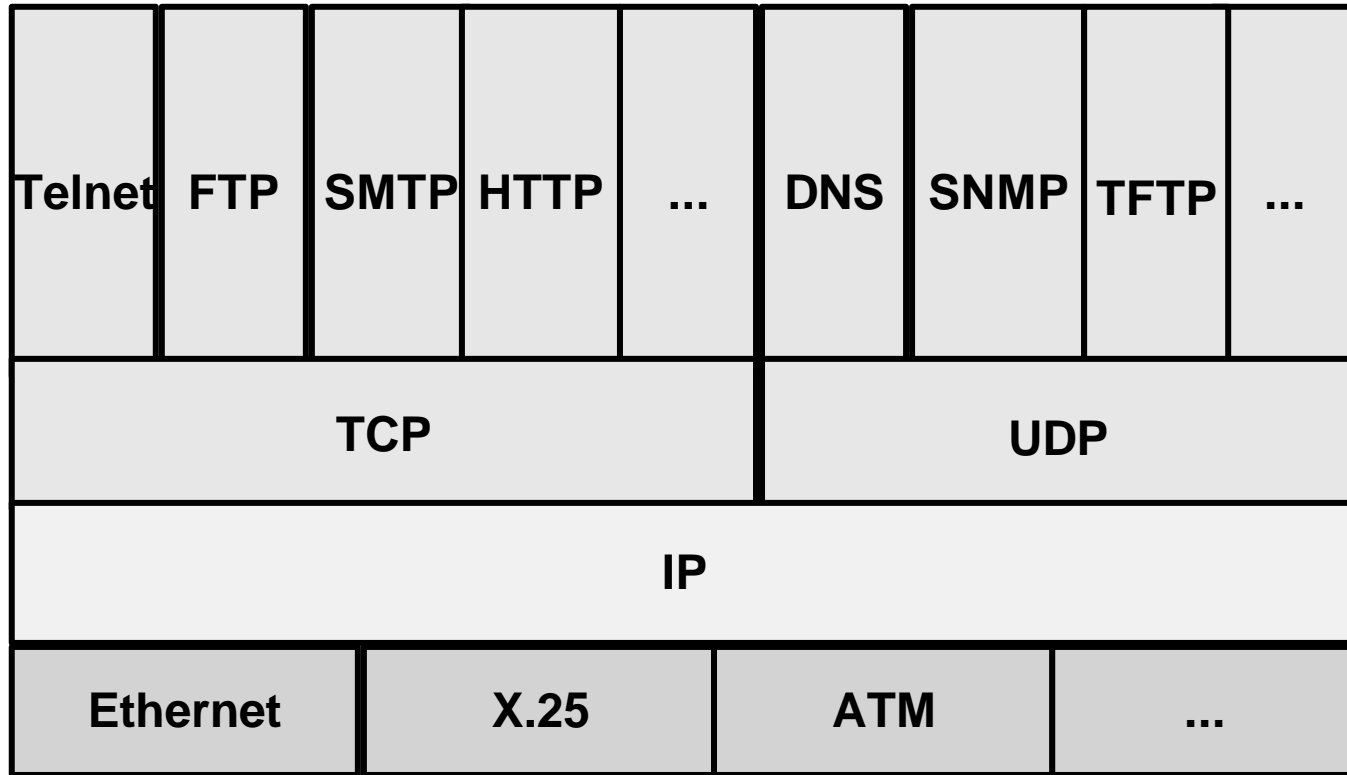 Telnet FTP SMTP HTTP ... DNS SNMP TFTP ...
TCP UDP
IP
Ethernet X.25 ATM ...